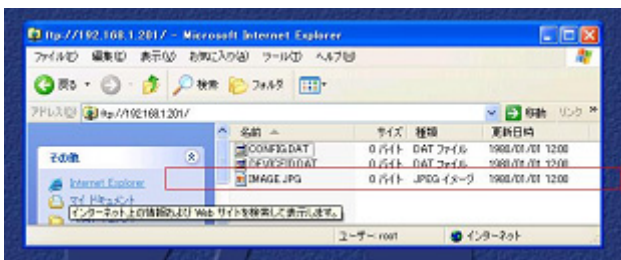 ftp://192.168.1.201/ - Microsoft Internet Explorer
ファイル(F) 編集(E) 表示(V) お気に入り(A) ツール(T) ヘルプ(H)
戻る 検索 フォルダ
アドレス(D) ftp://192.168.1.201/ 移動 リンク
名前 サイズ 種類 更新日時
CONFIG.DAT 0 バイト DAT ファイル 1980/01/01 12:00
DEVICEID.DAT 0 バイト DAT ファイル 1980/01/01 12:00
IMAGE.JPG 0 バイト JPEG イメージ 1980/01/01 12:00
その他
Internet Explorer
マイ ドキュメント
インターネット上の情報および Web サイトを検索して表示します。
ユーザー: root インターネット